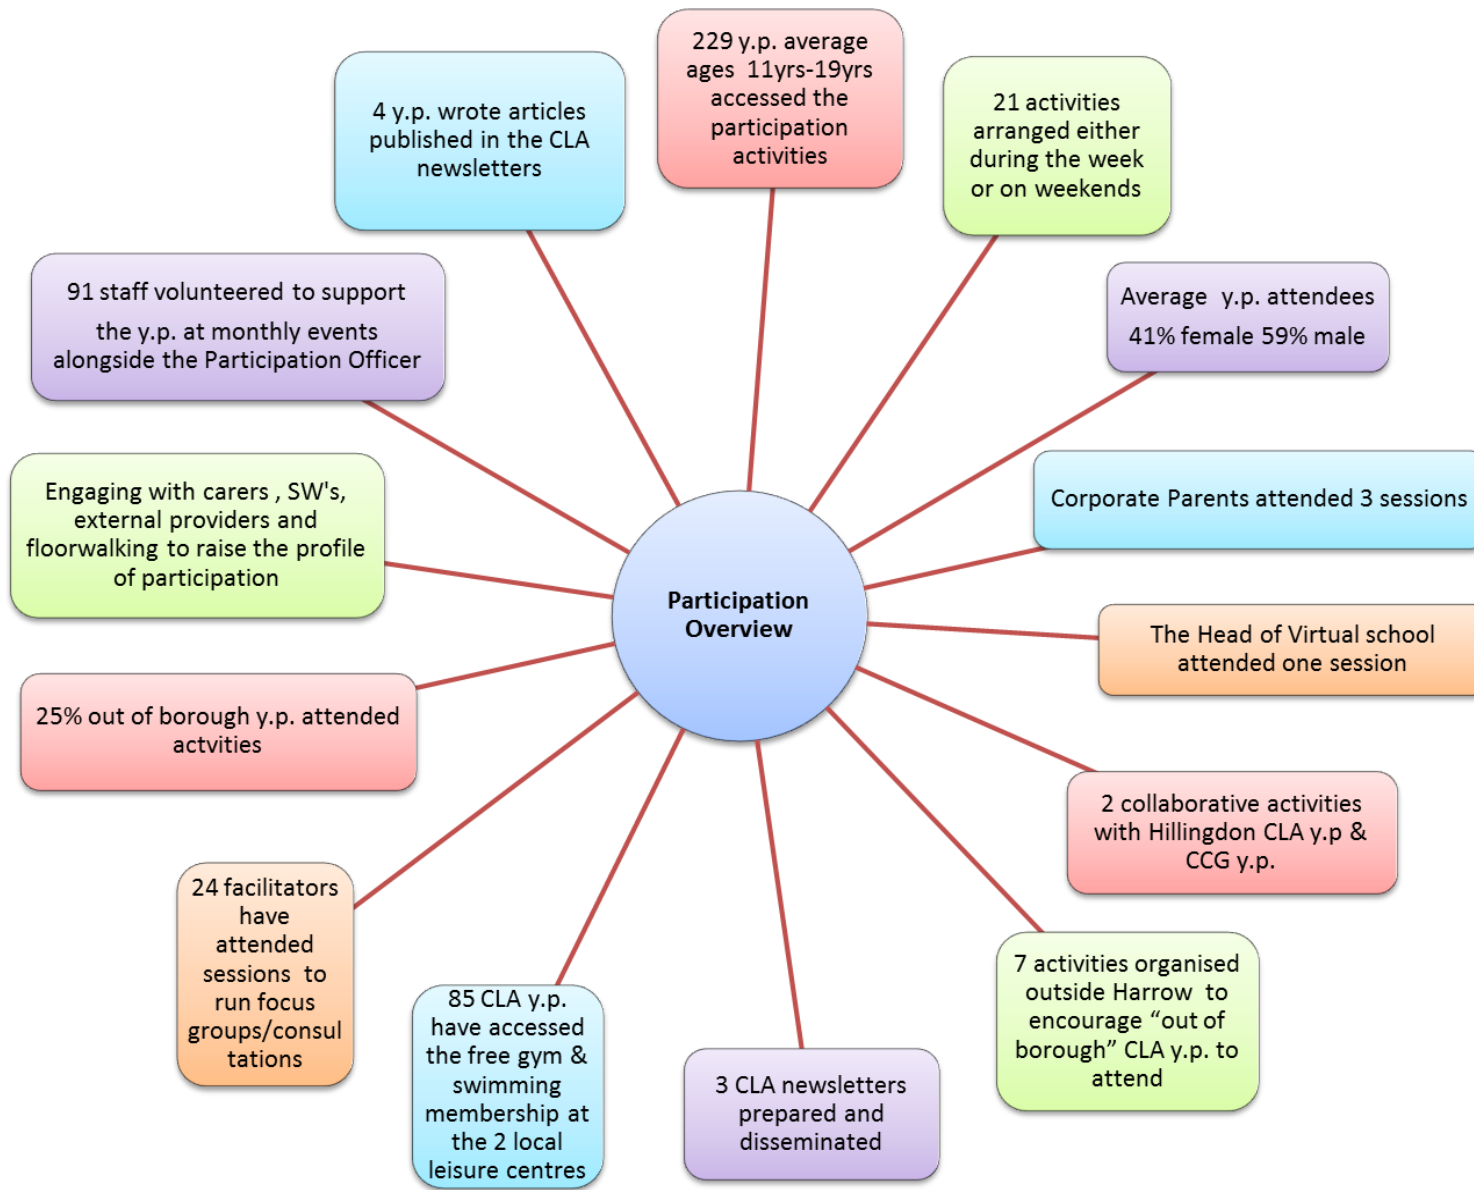 229 y.p. average
ages 11yrs-19yrs
accessed the
participation
activities
21 activities
arranged either
during the week
or on weekends
Average y.p. attendees
41% female 59% male
Corporate Parents attended 3 sessions
The Head of Virtual school
attended one session
2 collaborative activities
with Hillingdon CLA y.p &
CCG y.p.
7 activities organised
outside Harrow to
encourage “out of
borough” CLA y.p. to
attend
3 CLA newsletters
prepared and
disseminated
85 CLA y.p.
have accessed
the free gym &
swimming
membership at
the 2 local
leisure centres
24 facilitators
have
attended
sessions to
run focus
groups/consul
tations
25% out of borough y.p. attended
actvities
Engaging with carers , SW's,
external providers and
floorwalking to raise the profile
of participation
91 staff volunteered to support
the y.p. at monthly events
alongside the Participation Officer
4 y.p. wrote articles
published in the CLA
newsletters
Participation
Overview